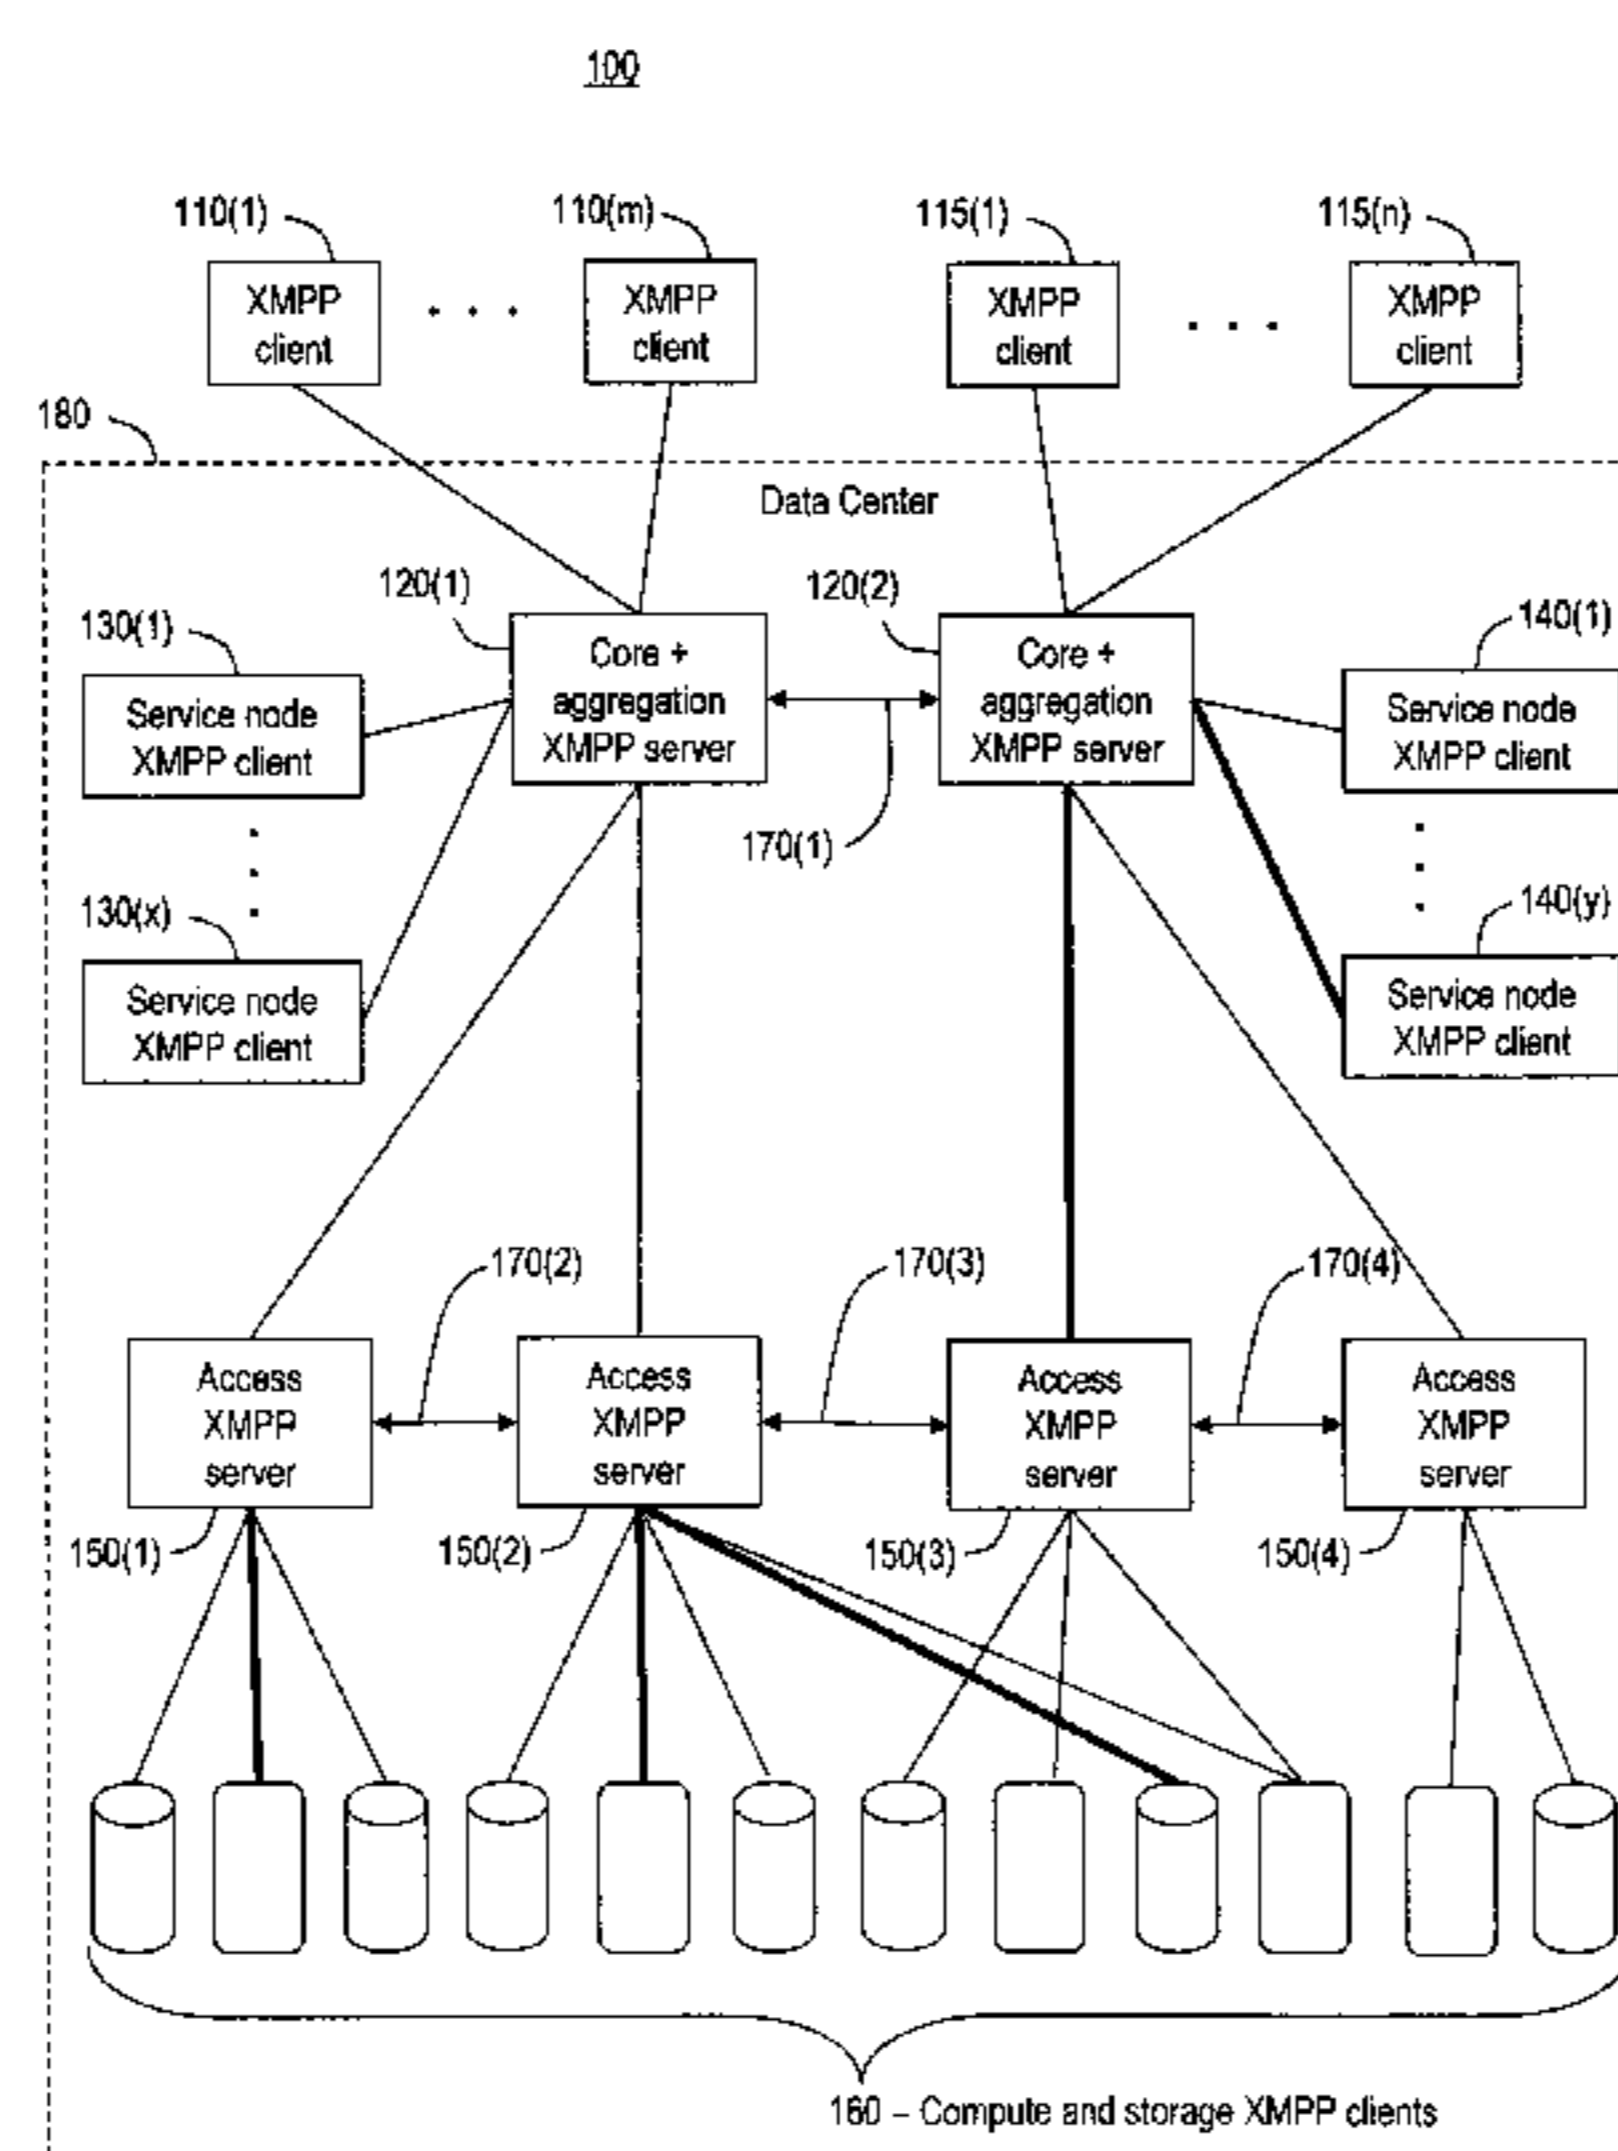 100
110(1)
110(m)
115(1)
115(n)
XMPP
client
XMPP
client
XMPP
client
XMPP
client
180
Data Center
120(1)
120(2)
130(1)
140(1)
Core +
aggregation
XMPP server
Core +
aggregation
XMPP server
Service node
XMPP client
Service node
XMPP client
170(1)
130(x)
140(y)
Service node
XMPP client
Service node
XMPP client
170(2)
170(3)
170(4)
Access
XMPP
server
Access
XMPP
server
Access
XMPP
server
Access
XMPP
server
150(1)
150(2)
150(3)
150(4)
160 – Compute and storage XMPP clients